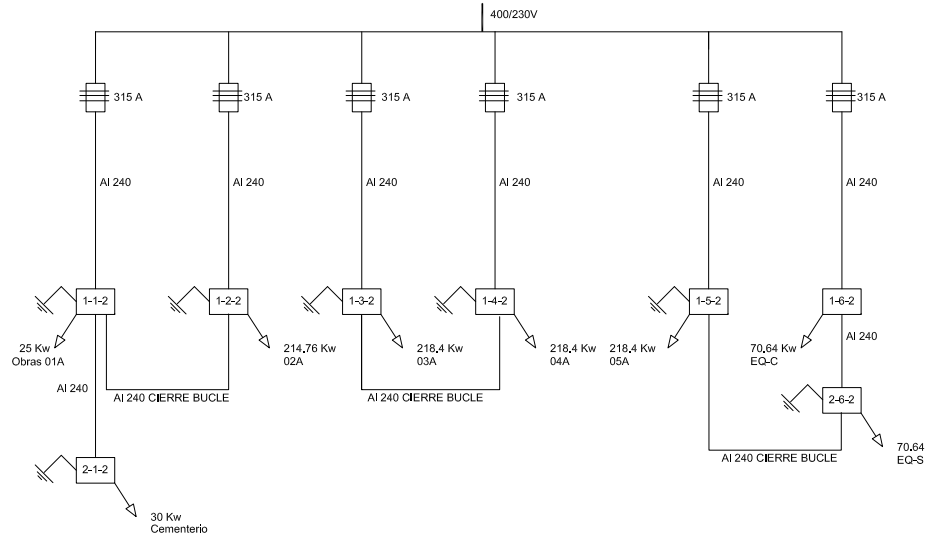 400/230V
315 A
315 A
315 A
315 A
315 A
315 A
Al 240
Al 240
Al 240
Al 240
Al 240
Al 240
1-1-2
1-2-2
1-3-2
1-4-2
1-5-2
1-6-2
25 Kw
Obras 01A
214.76 Kw
02A
218.4 Kw
03A
218.4 Kw
04A
218.4 Kw
05A
70.64 Kw
EQ-C
Al 240
Al 240
Al 240 CIERRE BUCLE
Al 240 CIERRE BUCLE
2-6-2
70.64
EQ-S
Al 240 CIERRE BUCLE
2-1-2
30 Kw
Cementerio